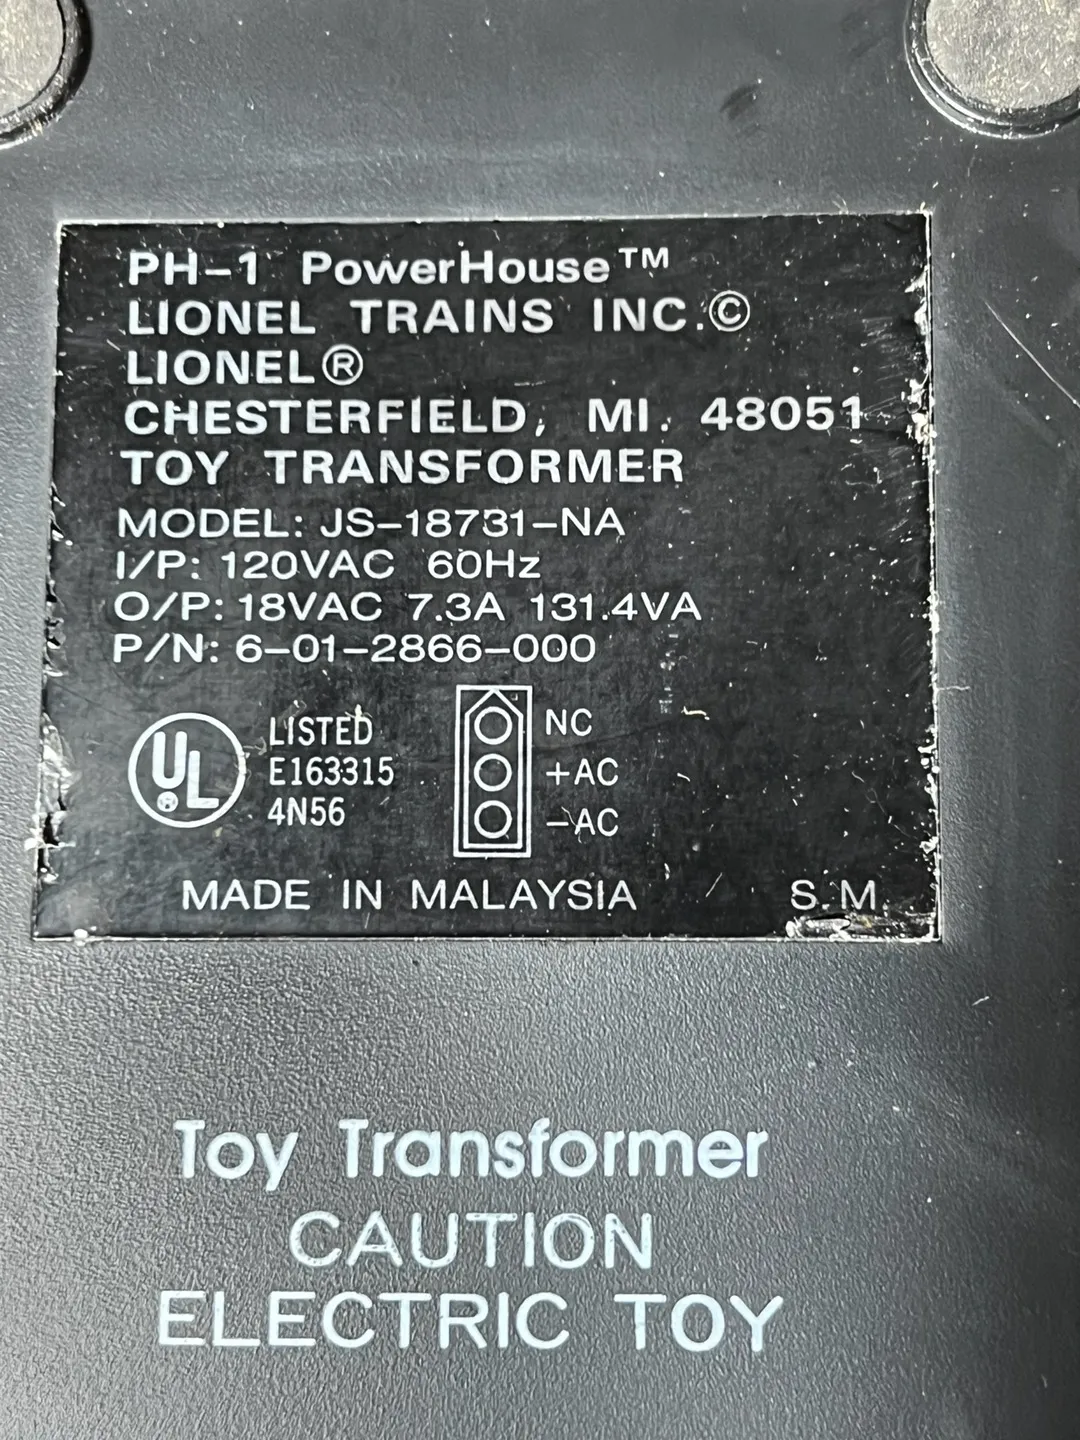 PH-1 PowerHouse™
LIONEL TRAINS INC.©
LIONEL®
CHESTERFIELD, MI. 48051
TOY TRANSFORMER
MODEL: JS-18731-NA
I/P: 120VAC 60Hz
O/P: 18VAC 7.3A 131.4VA
P/N: 6-01-2866-000
UL®
LISTED
E163315
4N56
NC
+AC
-AC
MADE IN MALAYSIA S.M.
Toy Transformer
CAUTION
ELECTRIC TOY